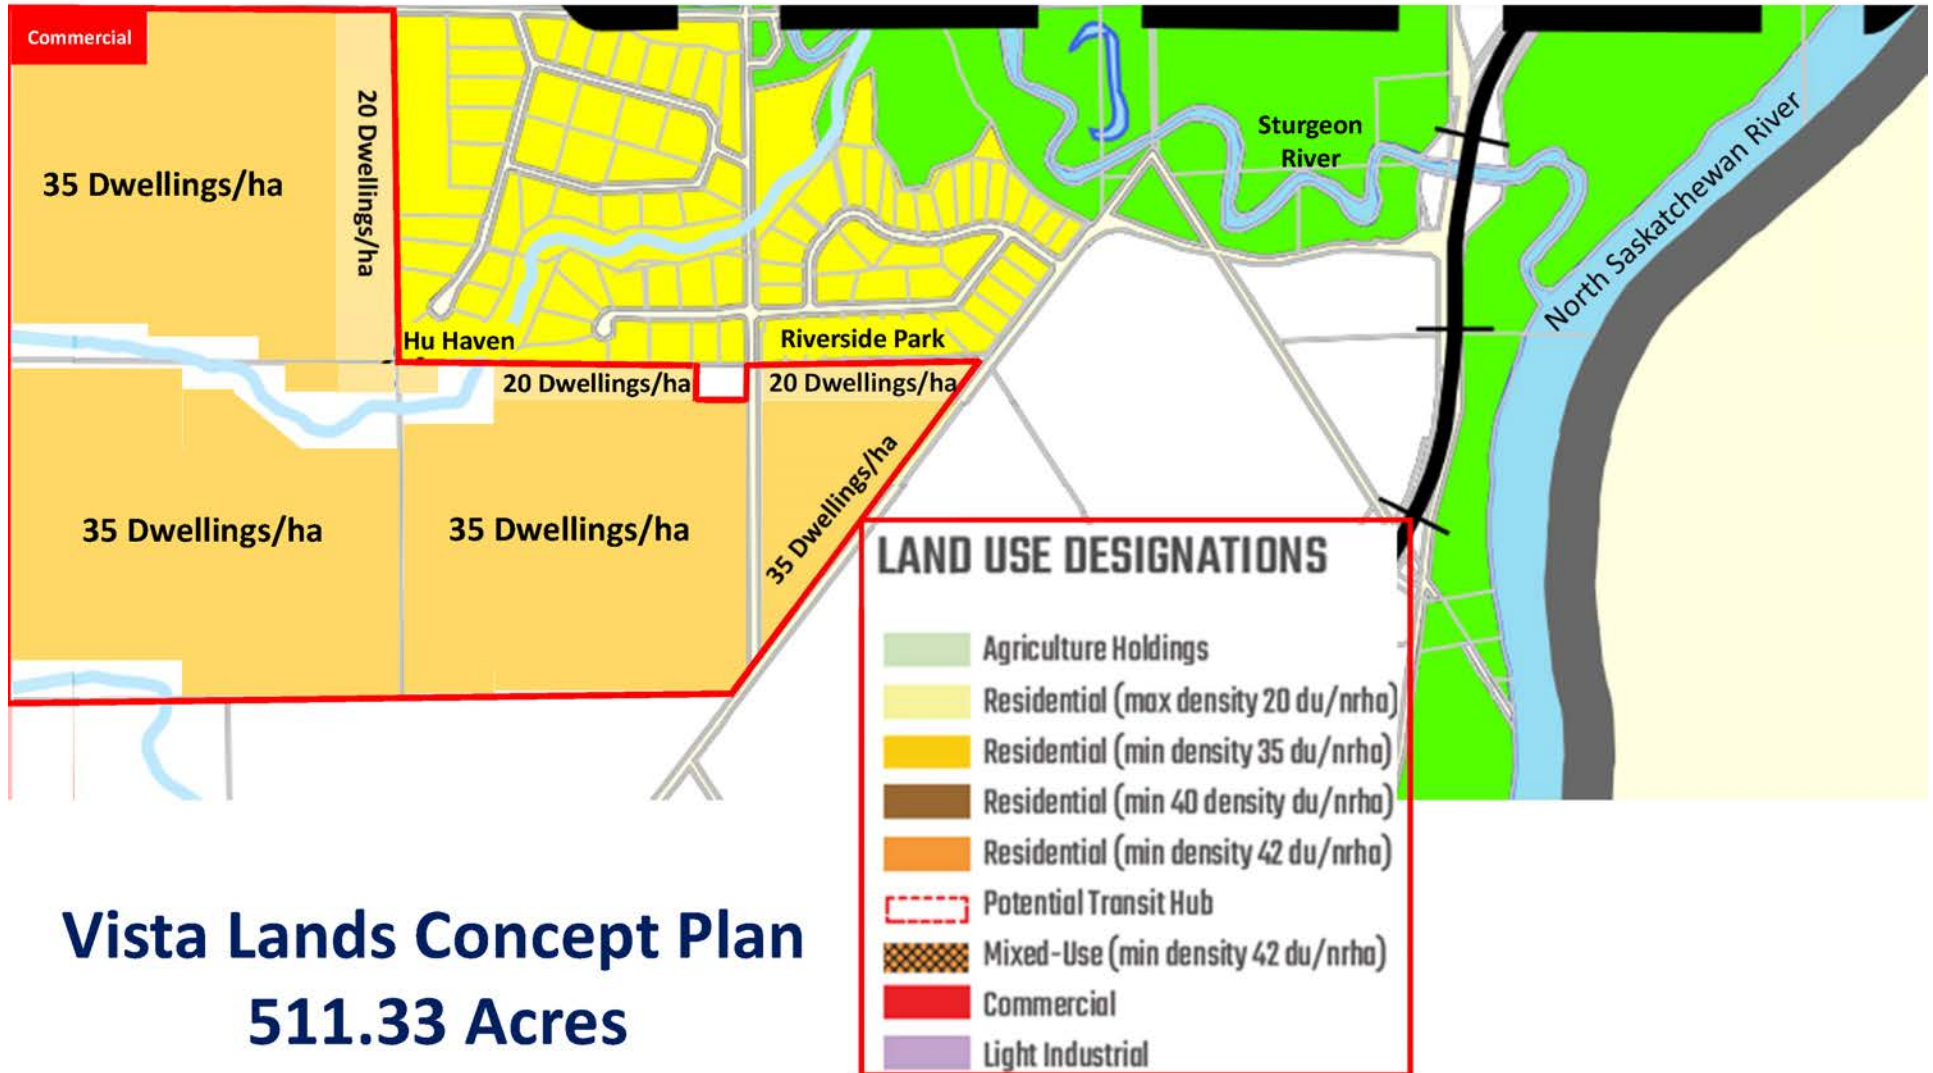 Commercial
20 Dwellings/ha
35 Dwellings/ha
Sturgeon
River
North Saskatchewan River
Hu Haven
Riverside Park
20 Dwellings/ha
20 Dwellings/ha
35 Dwellings/ha
35 Dwellings/ha
35 Dwellings/ha
LAND USE DESIGNATIONS
Agriculture Holdings
Residential (max density 20 du/nrha)
Residential (min density 35 du/nrha)
Residential (min 40 density du/nrha)
Residential (min density 42 du/nrha)
Potential Transit Hub
Mixed-Use (min density 42 du/nrha)
Commercial
Light Industrial
Vista Lands Concept Plan
511.33 Acres